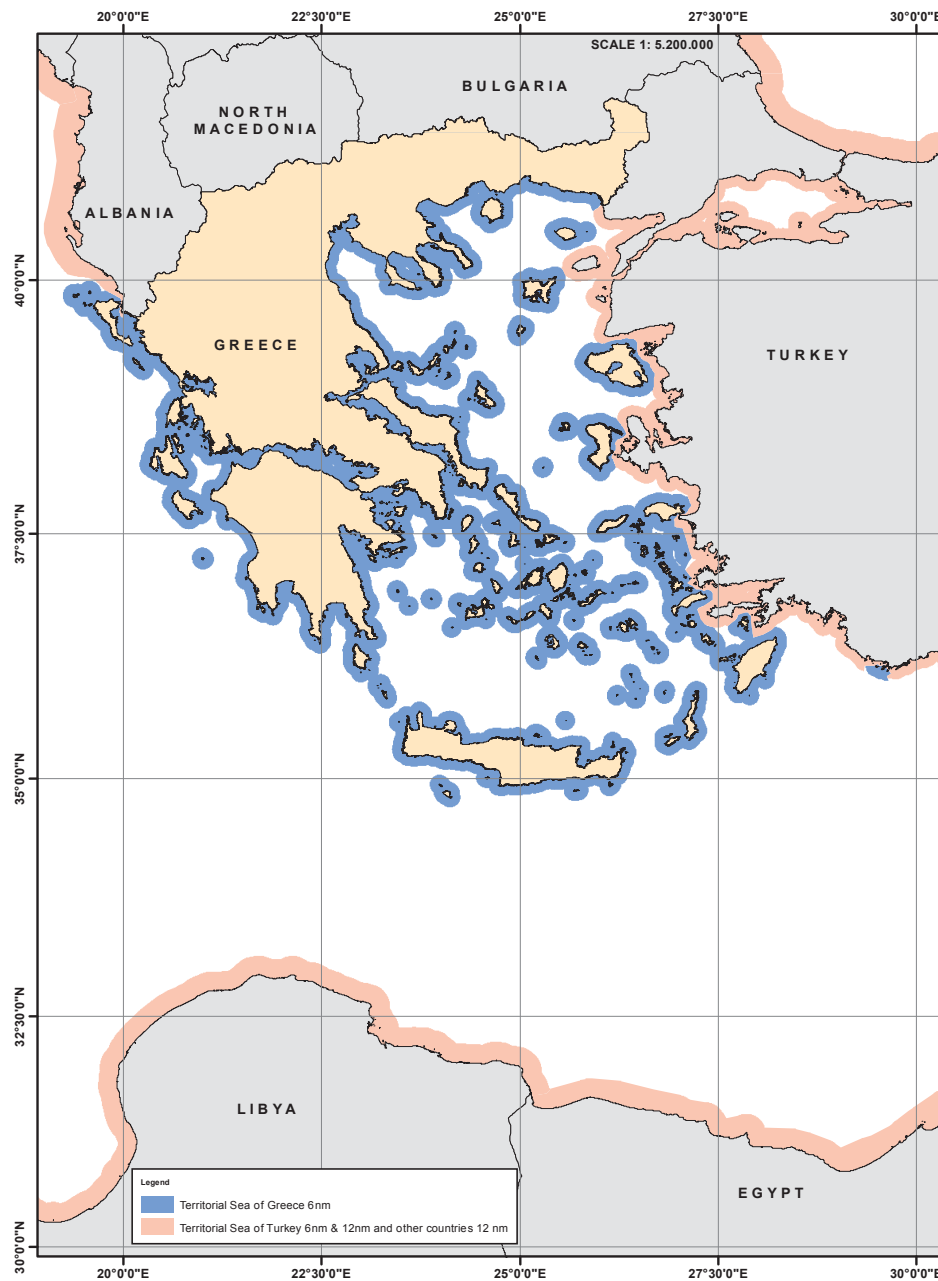 20°0'0"E 22°30'0"E 25°0'0"E 27°30'0"E 30°0'0"E
SCALE 1: 5.200.000
BULGARIA
NORTH
MACEDONIA
ALBANIA
40°0'0"N
GREECE
TURKEY
37°30'0"N
35°0'0"N
32°30'0"N
LIBYA
EGYPT
Legend
Territorial Sea of Greece 6nm
Territorial Sea of Turkey 6nm & 12nm and other countries 12 nm
30°0'0"N
20°0'0"E 22°30'0"E 25°0'0"E 27°30'0"E 30°0'0"E